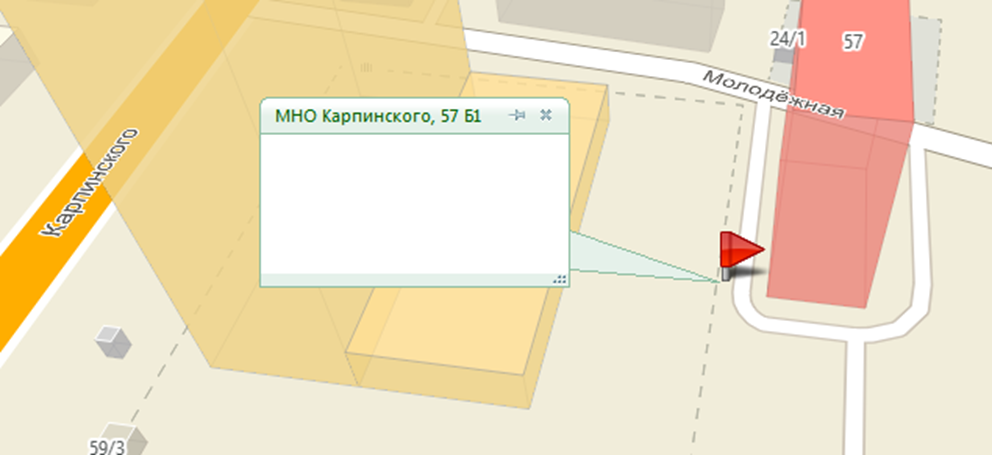 24/1
57
Молодёжная
МНО Карпинского, 57 Б1
Карпинского
59/3